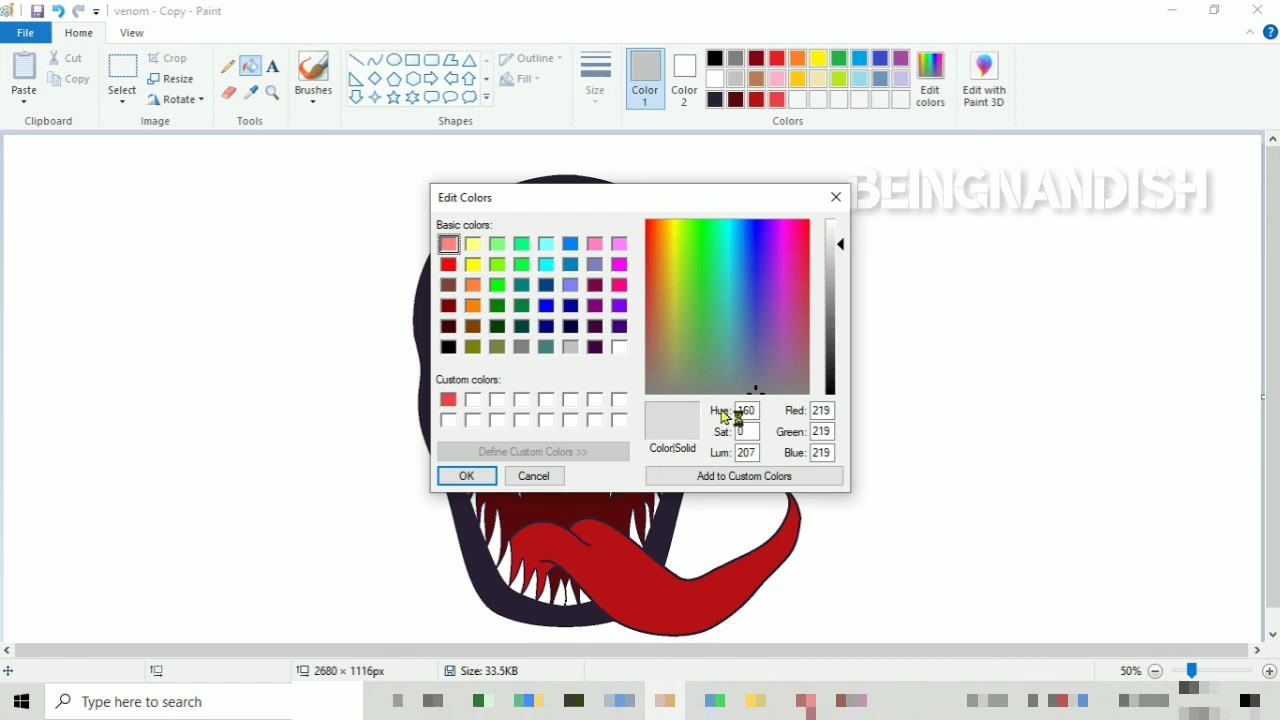 venom - Copy - Paint
File Home View
Paste Cut Copy
Clipboard
Select Crop Resize Rotate
Image
Tools
Brushes
Shapes
Outline Fill
Size
Color 1
Color 2
Colors
Edit colors
Edit with Paint 3D
BEINGNANDISH
Edit Colors
Basic colors:
Custom colors:
Define Custom Colors >>
OK Cancel
Color|Solid
Hue: 160 Red: 219
Sat: 0 Green: 219
Lum: 207 Blue: 219
Add to Custom Colors
2680 × 1116px Size: 33.5KB 50%
Type here to search